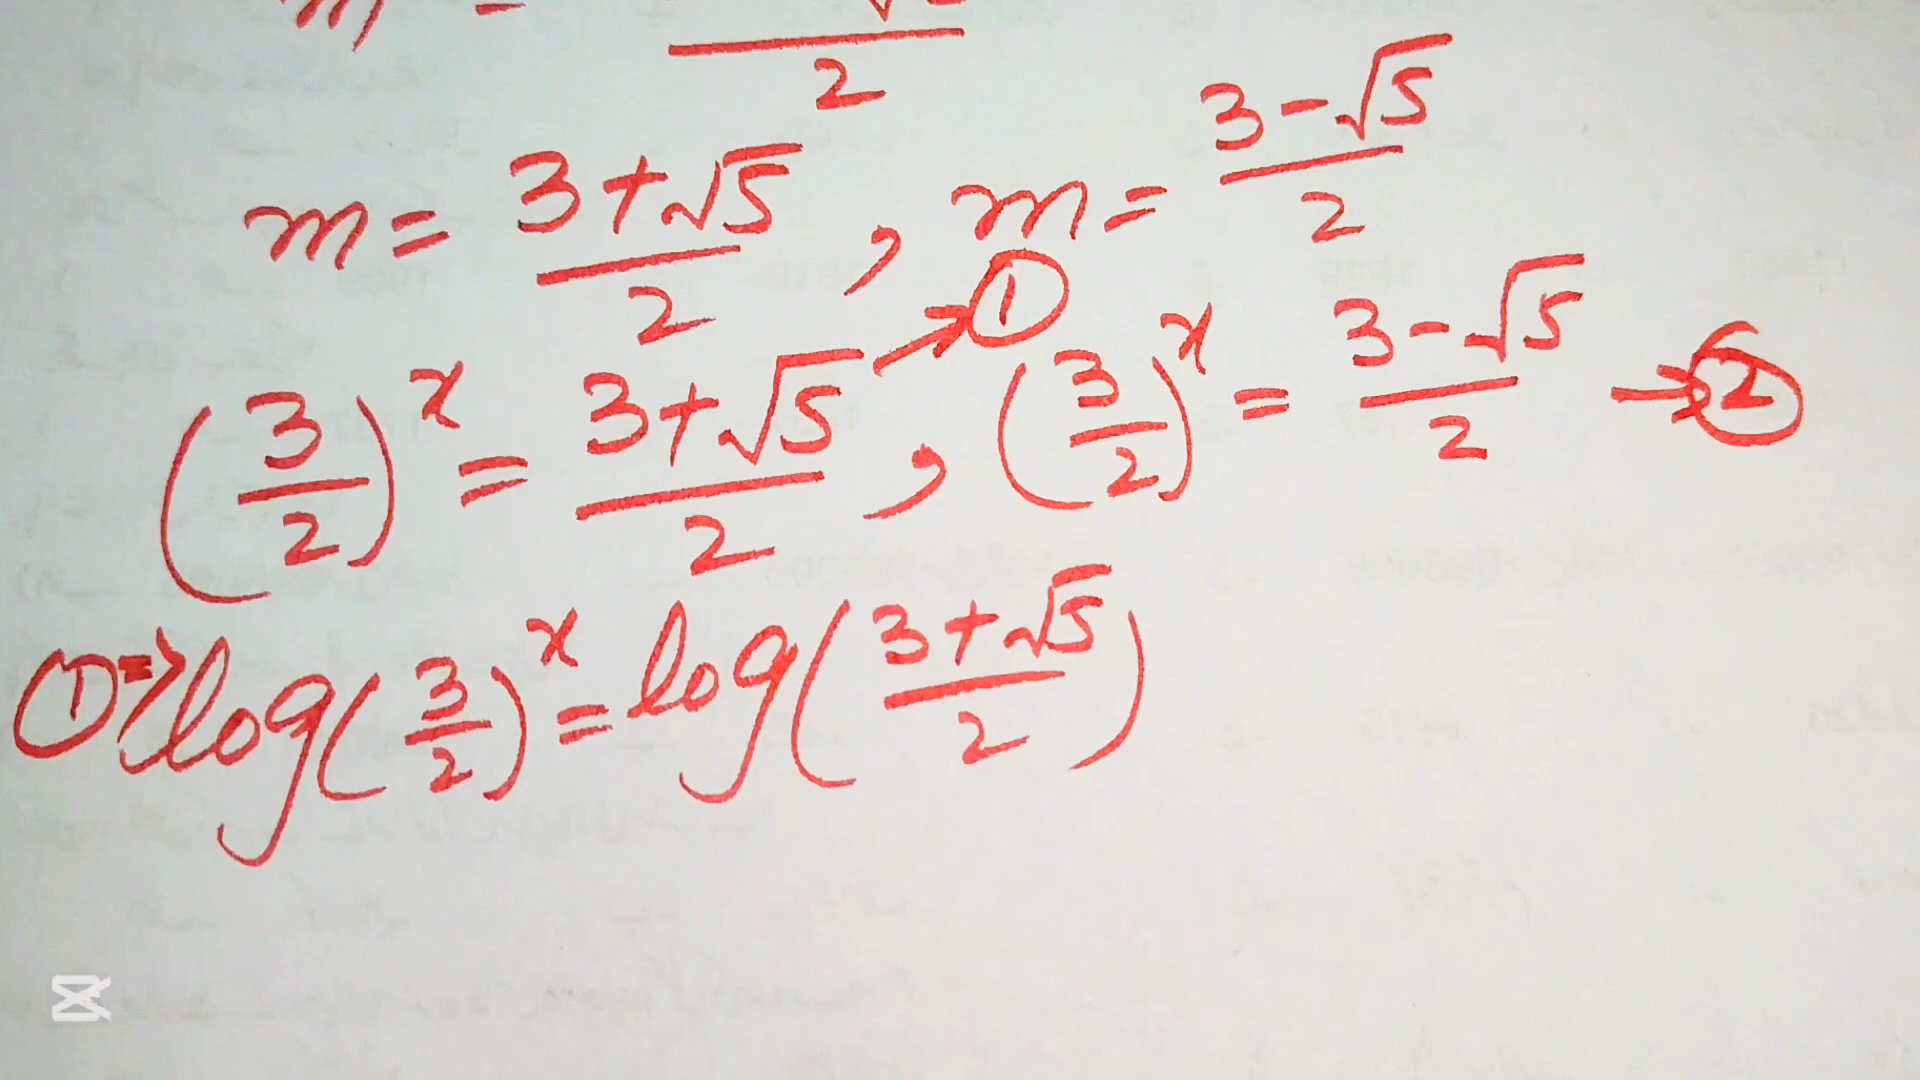 m = 2
m = (3+√5)/2 , m = (3-√5)/2
(3/2)^x = (3+√5)/2 → ① , (3/2)^x = (3-√5)/2 → ②
① ⇒ log(3/2)^x = log((3+√5)/2)